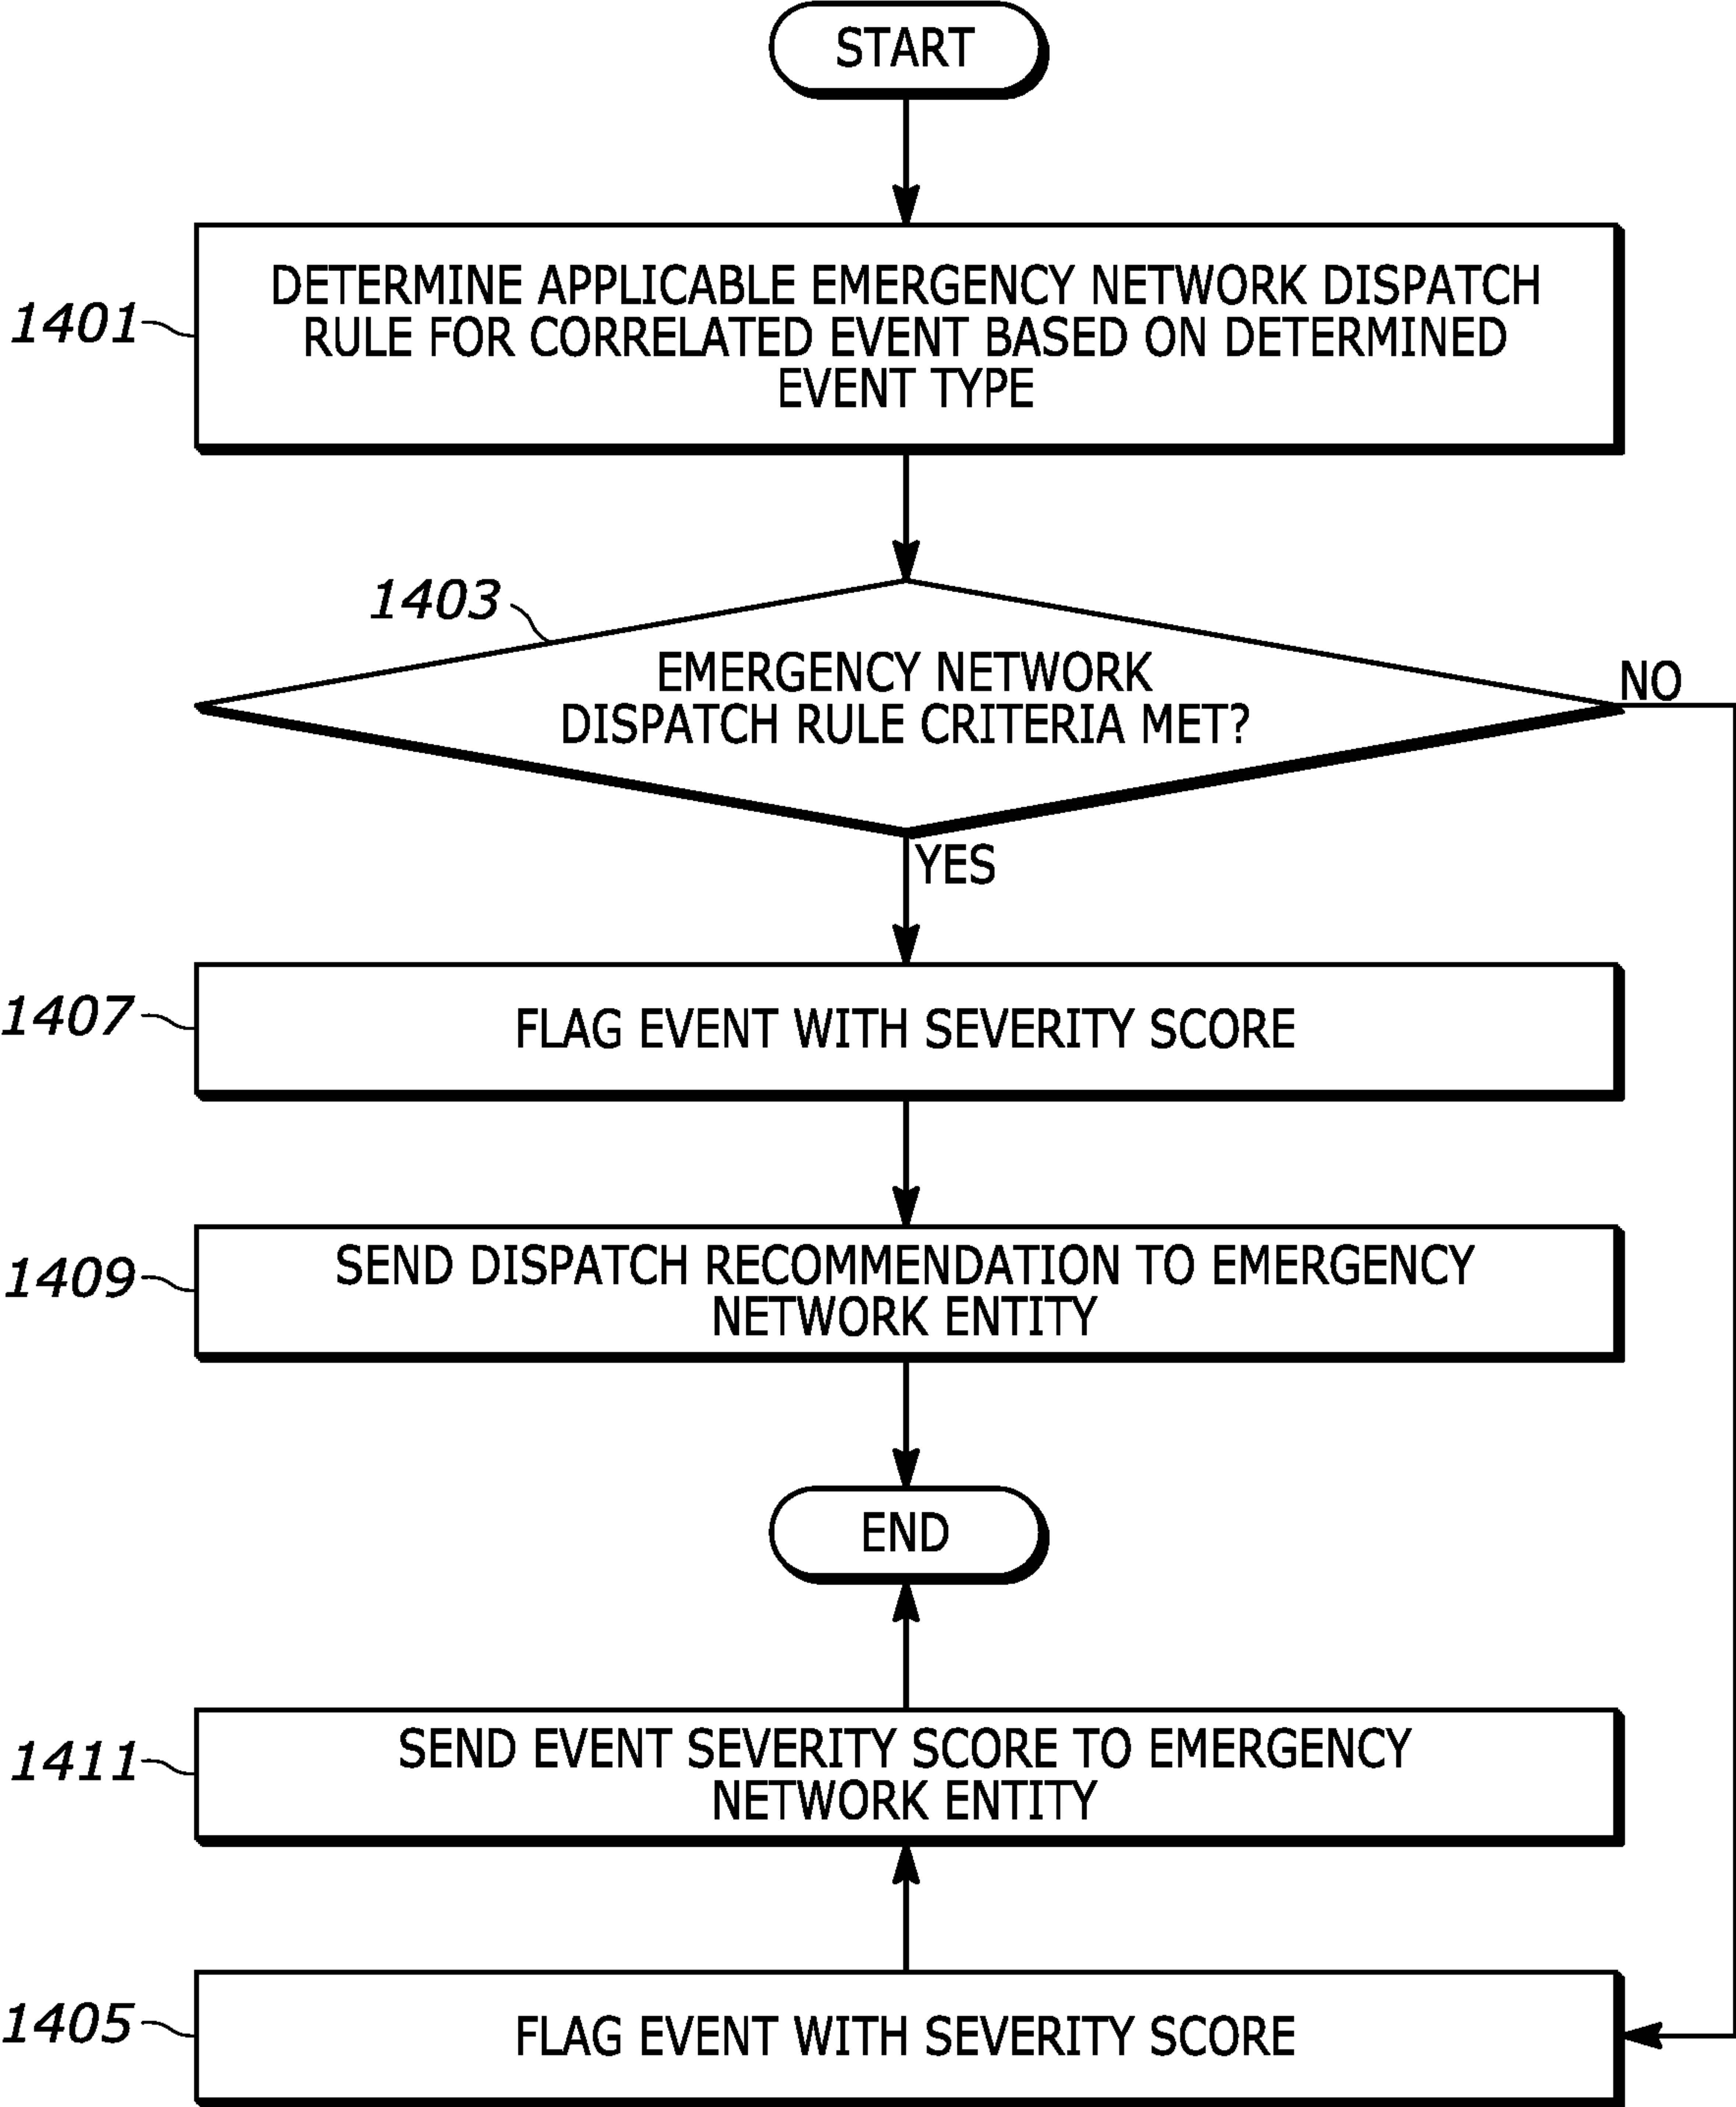 START
DETERMINE APPLICABLE EMERGENCY NETWORK DISPATCH
RULE FOR CORRELATED EVENT BASED ON DETERMINED
EVENT TYPE
1401
1403
EMERGENCY NETWORK
DISPATCH RULE CRITERIA MET?
NO
YES
1407
FLAG EVENT WITH SEVERITY SCORE
1409
SEND DISPATCH RECOMMENDATION TO EMERGENCY
NETWORK ENTITY
END
1411
SEND EVENT SEVERITY SCORE TO EMERGENCY
NETWORK ENTITY
1405
FLAG EVENT WITH SEVERITY SCORE